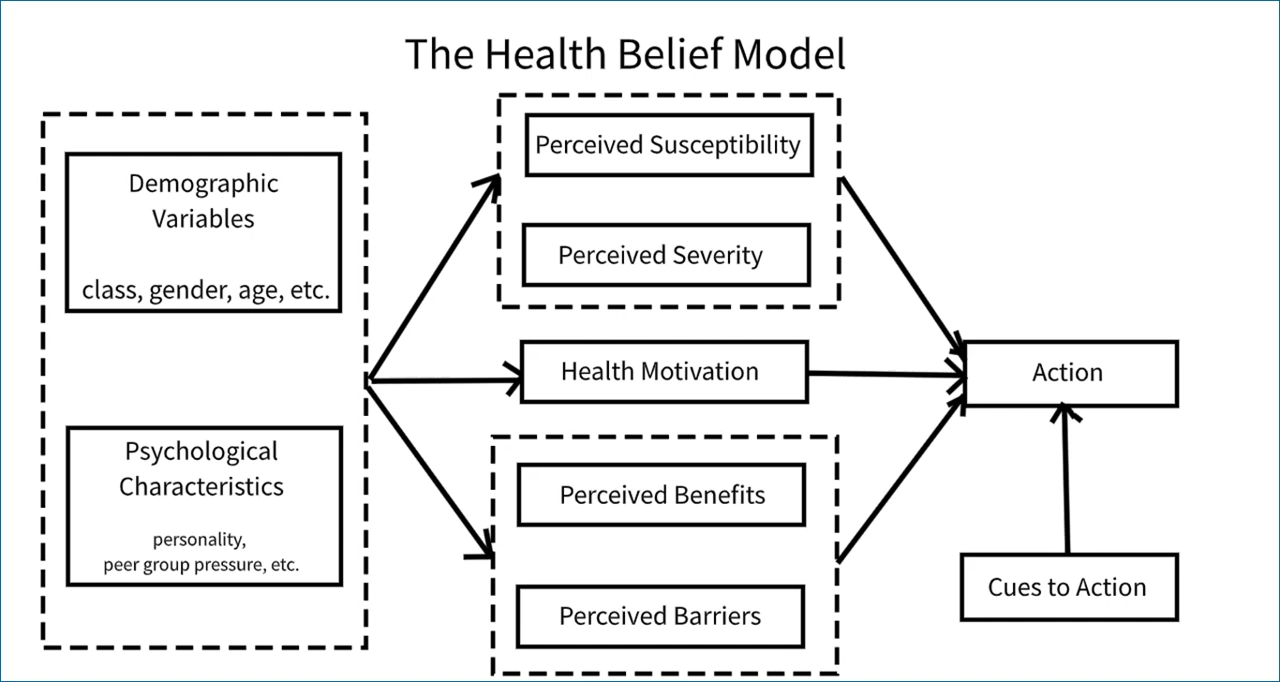 The Health Belief Model
Demographic
Variables
class, gender, age, etc.
Psychological
Characteristics
personality,
peer group pressure, etc.
Perceived Susceptibility
Perceived Severity
Health Motivation
Perceived Benefits
Perceived Barriers
Action
Cues to Action